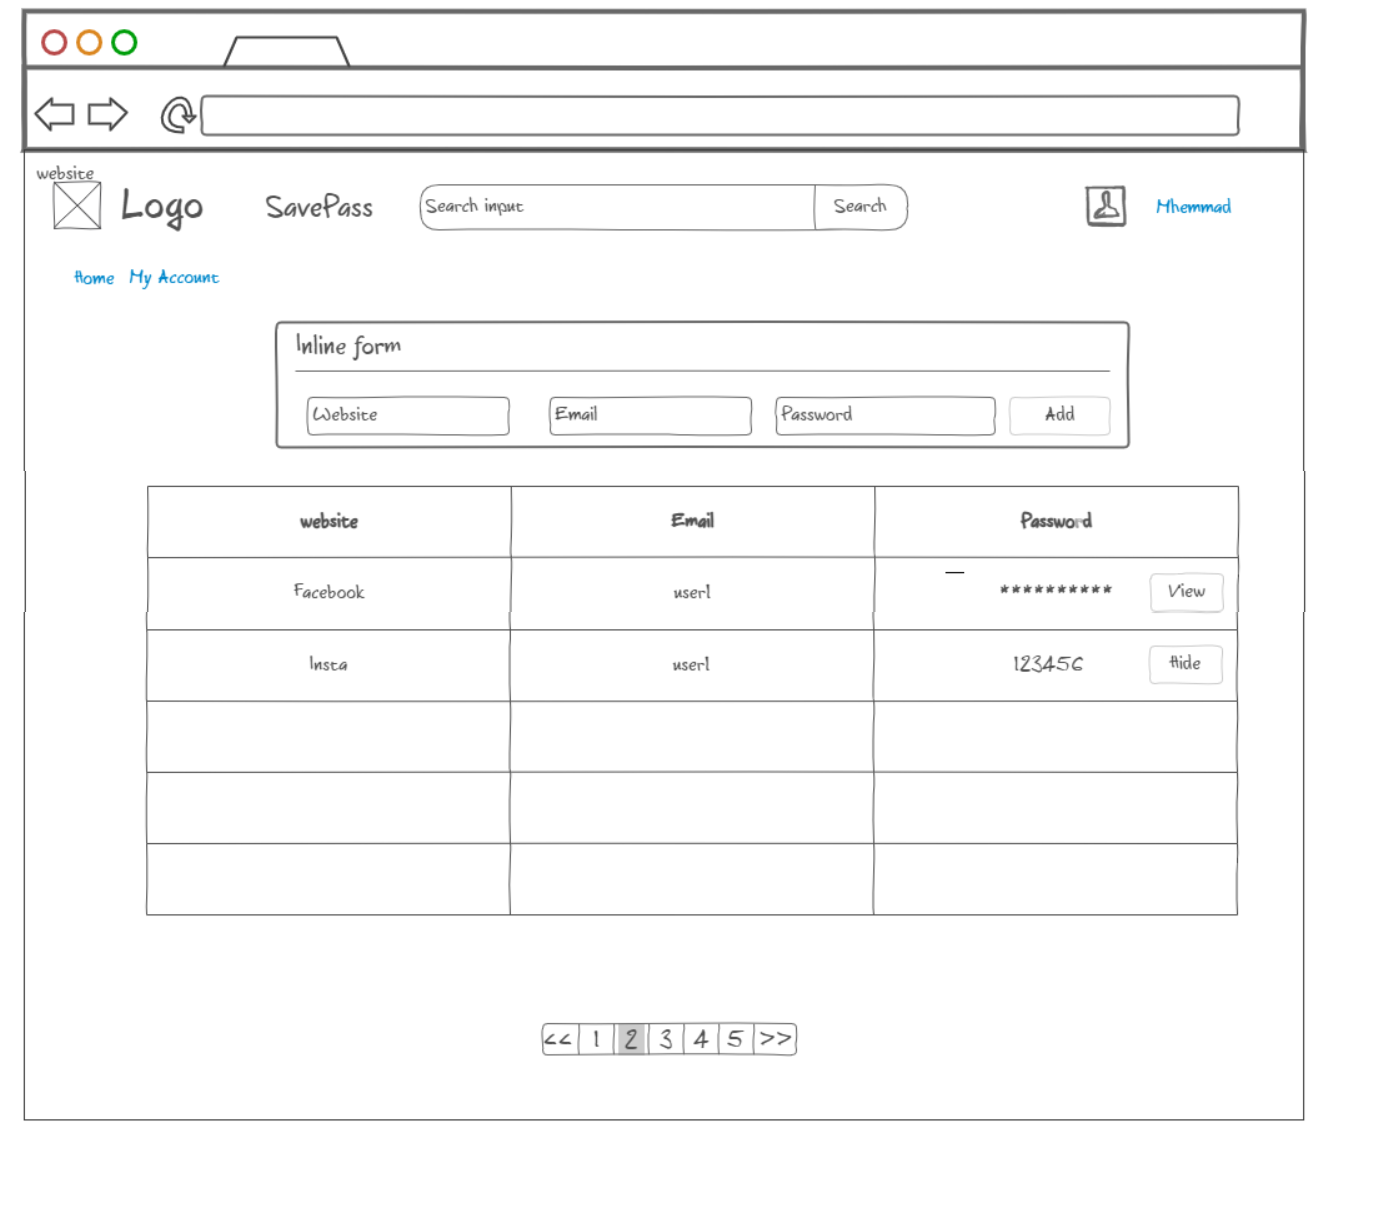 website
Logo SavePass Search input Search Mhemmad
Home My Account
Inline form
Website Email Password Add
website Email Password
Facebook user1 ********** View
Insta user1 123456 Hide
<< 1 2 3 4 5 >>